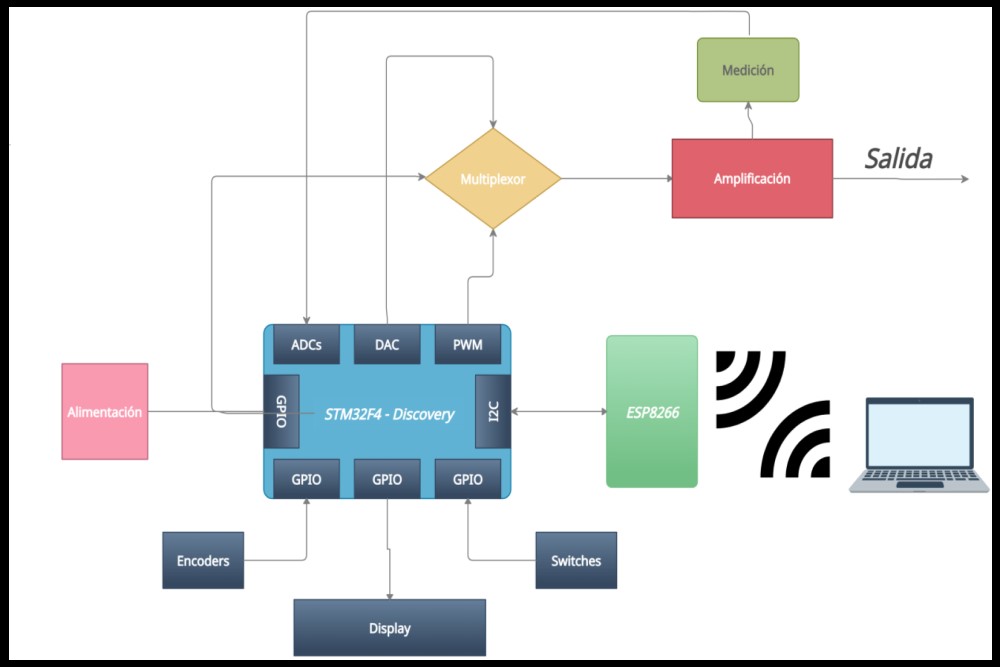 Medición
Salida
Multiplexor
Amplificación
ADCs
DAC
PWM
Alimentación
GPIO
STM32F4 - Discovery
I2C
ESP8266
GPIO
GPIO
GPIO
Encoders
Switches
Display